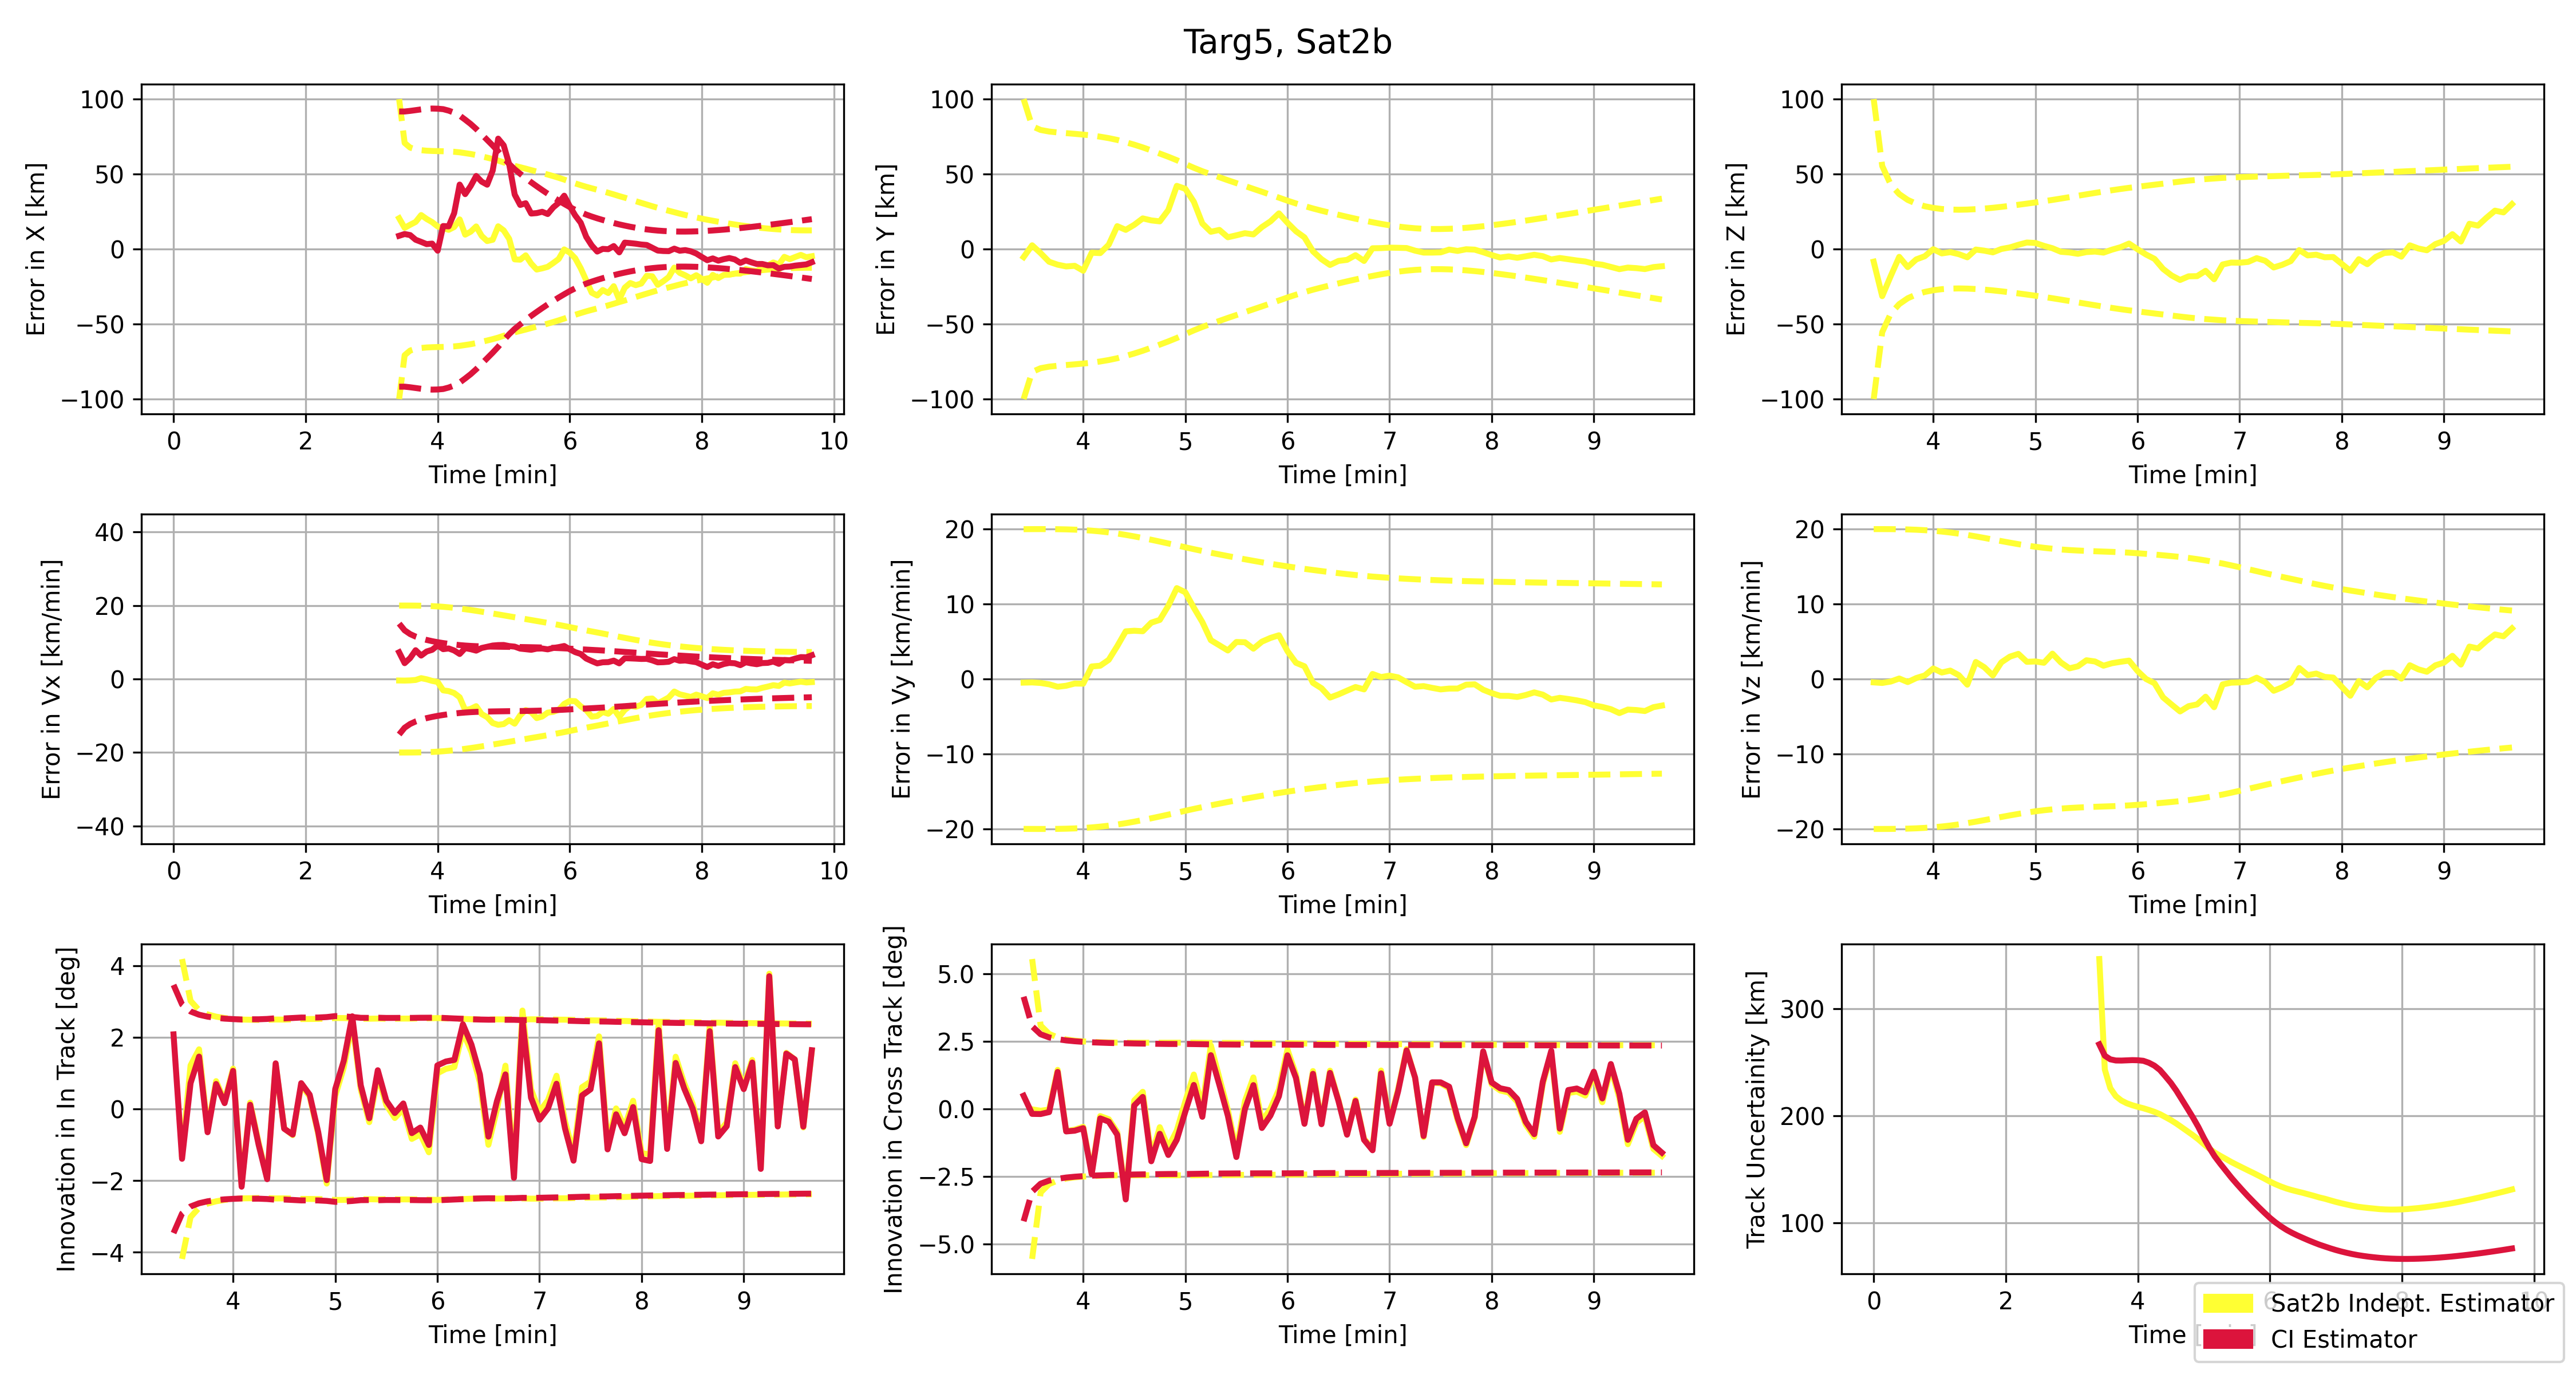 Targ5, Sat2b
Error in X [km]
100
50
0
−50
−100
0 2 4 6 8 10
Time [min]
Error in Y [km]
100
50
0
−50
−100
4 5 6 7 8 9
Time [min]
Error in Z [km]
100
50
0
−50
−100
4 5 6 7 8 9
Time [min]
Error in Vx [km/min]
40
20
0
−20
−40
0 2 4 6 8 10
Time [min]
Error in Vy [km/min]
20
10
0
−10
−20
4 5 6 7 8 9
Time [min]
Error in Vz [km/min]
20
10
0
−10
−20
4 5 6 7 8 9
Time [min]
Innovation in In Track [deg]
4
2
0
−2
−4
4 5 6 7 8 9
Time [min]
Innovation in Cross Track [deg]
5.0
2.5
0.0
−2.5
−5.0
4 5 6 7 8 9
Time [min]
Track Uncertainity [km]
300
200
100
0 2 4 6 8 10
Time [min]
Sat2b Indept. Estimator
CI Estimator